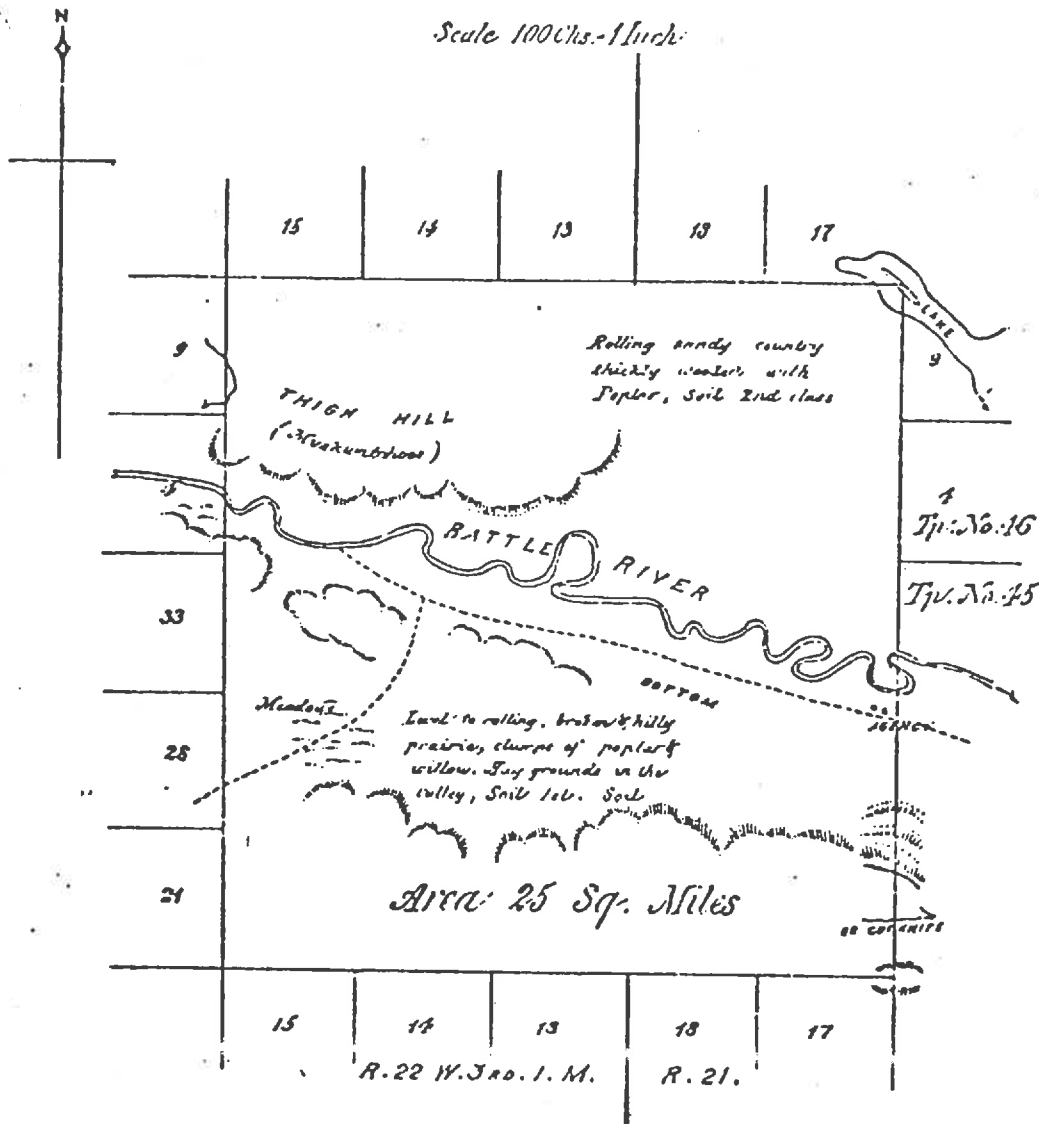 N
Scale 100 Chs.-1 Inch
15 14 13 18 17
LAKE
9
9
Rolling sandy country
thickly wooded with
Poplar, Soil 2nd class
THIGH HILL
4
Tp. No. 46
BATTLE RIVER
Tp. No. 45
33
BOTTOM
Meadows
AGENCY
Level to rolling, broken & hilly
prairie, clumps of poplar &
willow. Hay grounds in the
valley, Soil 1st. Soil
28
21
Area 25 Sq. Miles
15 14 13 18 17
R. 22 W. 3RD. I. M. R. 21.